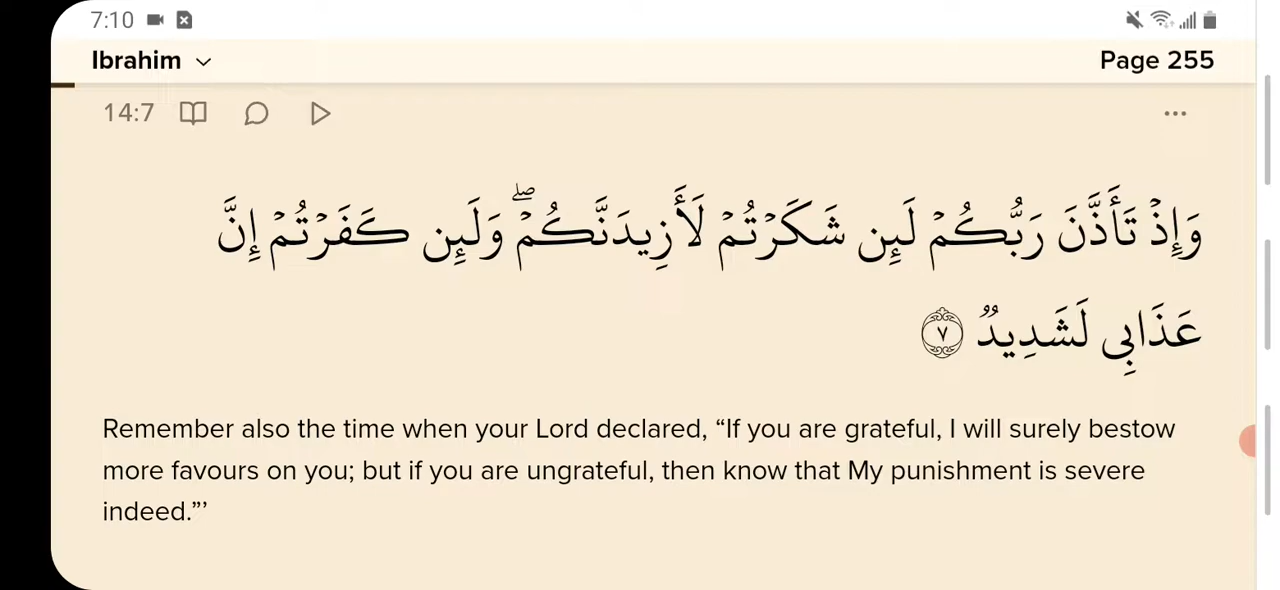 7:10
Ibrahim
Page 255
14:7
وَإِذْ تَأَذَّنَ رَبُّكُمْ لَئِن شَكَرْتُمْ لَأَزِيدَنَّكُمْ ۖ وَلَئِن كَفَرْتُمْ إِنَّ
عَذَابِى لَشَدِيدٌ ٧
Remember also the time when your Lord declared, “If you are grateful, I will surely bestow
more favours on you; but if you are ungrateful, then know that My punishment is severe
indeed.”’